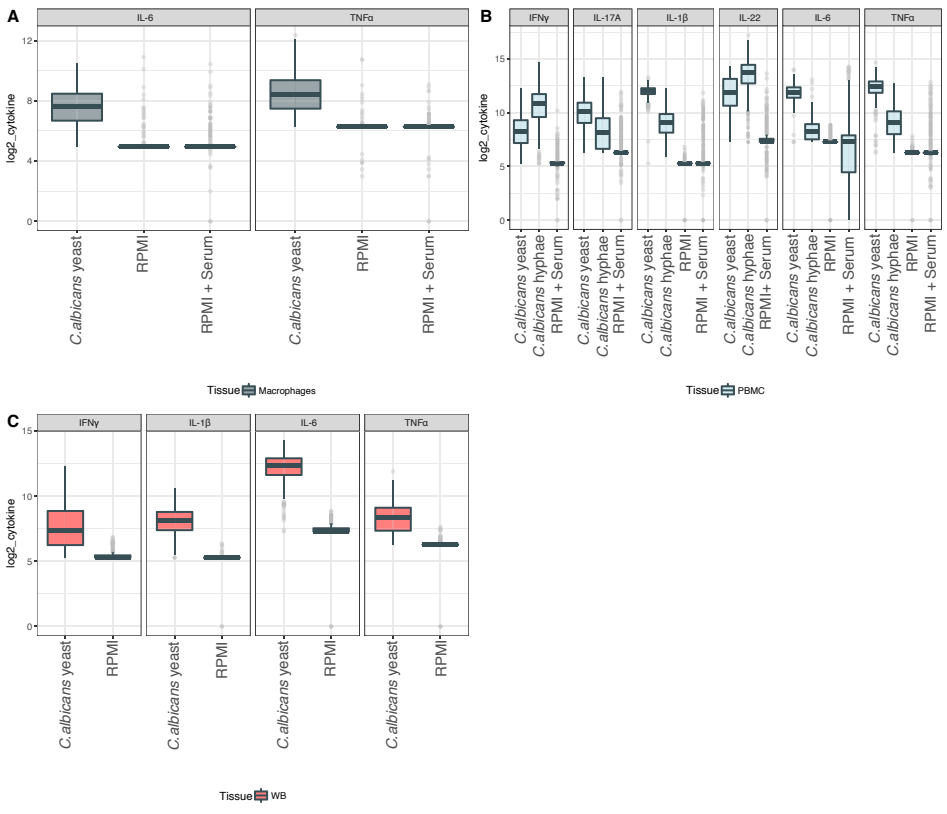 A
IL-6
TNFα
log2_cytokine
12
8
4
0
C.albicans yeast
RPMI
RPMI + Serum
C.albicans yeast
RPMI
RPMI + Serum
Tissue Macrophages
B
IFNγ
IL-17A
IL-1β
IL-22
IL-6
TNFα
log2_cytokine
15
10
5
0
C.albicans yeast
C.albicans hyphae
RPMI + Serum
C.albicans yeast
C.albicans hyphae
RPMI + Serum
C.albicans yeast
C.albicans hyphae
RPMI
RPMI + Serum
C.albicans yeast
C.albicans hyphae
RPMI+ Serum
C.albicans yeast
C.albicans hyphae
RPMI
RPMI + Serum
C.albicans yeast
C.albicans hyphae
RPMI
RPMI + Serum
Tissue PBMC
C
IFNγ
IL-1β
IL-6
TNFα
log2_cytokine
15
10
5
0
C.albicans yeast
RPMI
C.albicans yeast
RPMI
C.albicans yeast
RPMI
C.albicans yeast
RPMI
Tissue WB